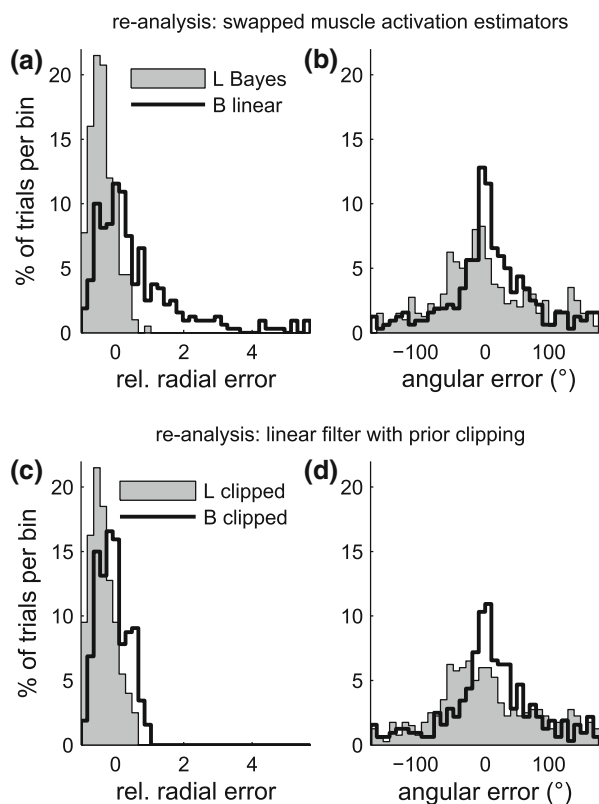 re-analysis: swapped muscle activation estimators
(a)
(b)
L Bayes
B linear
% of trials per bin
20
15
10
5
0
20
15
10
5
0
0 2 4
−100 0 100
rel. radial error
angular error (°)
re-analysis: linear filter with prior clipping
(c)
(d)
L clipped
B clipped
% of trials per bin
20
15
10
5
0
20
15
10
5
0
0 2 4
−100 0 100
rel. radial error
angular error (°)